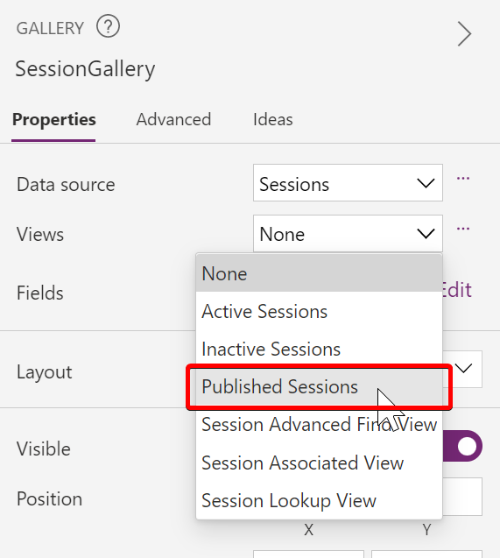 GALLERY ?
SessionGallery
Properties Advanced Ideas
Data source Sessions ...
Views None ...
None
Fields Edit
Active Sessions
Inactive Sessions
Layout
Published Sessions
Session Advanced Find View
Visible
Session Associated View
Position
Session Lookup View
X Y